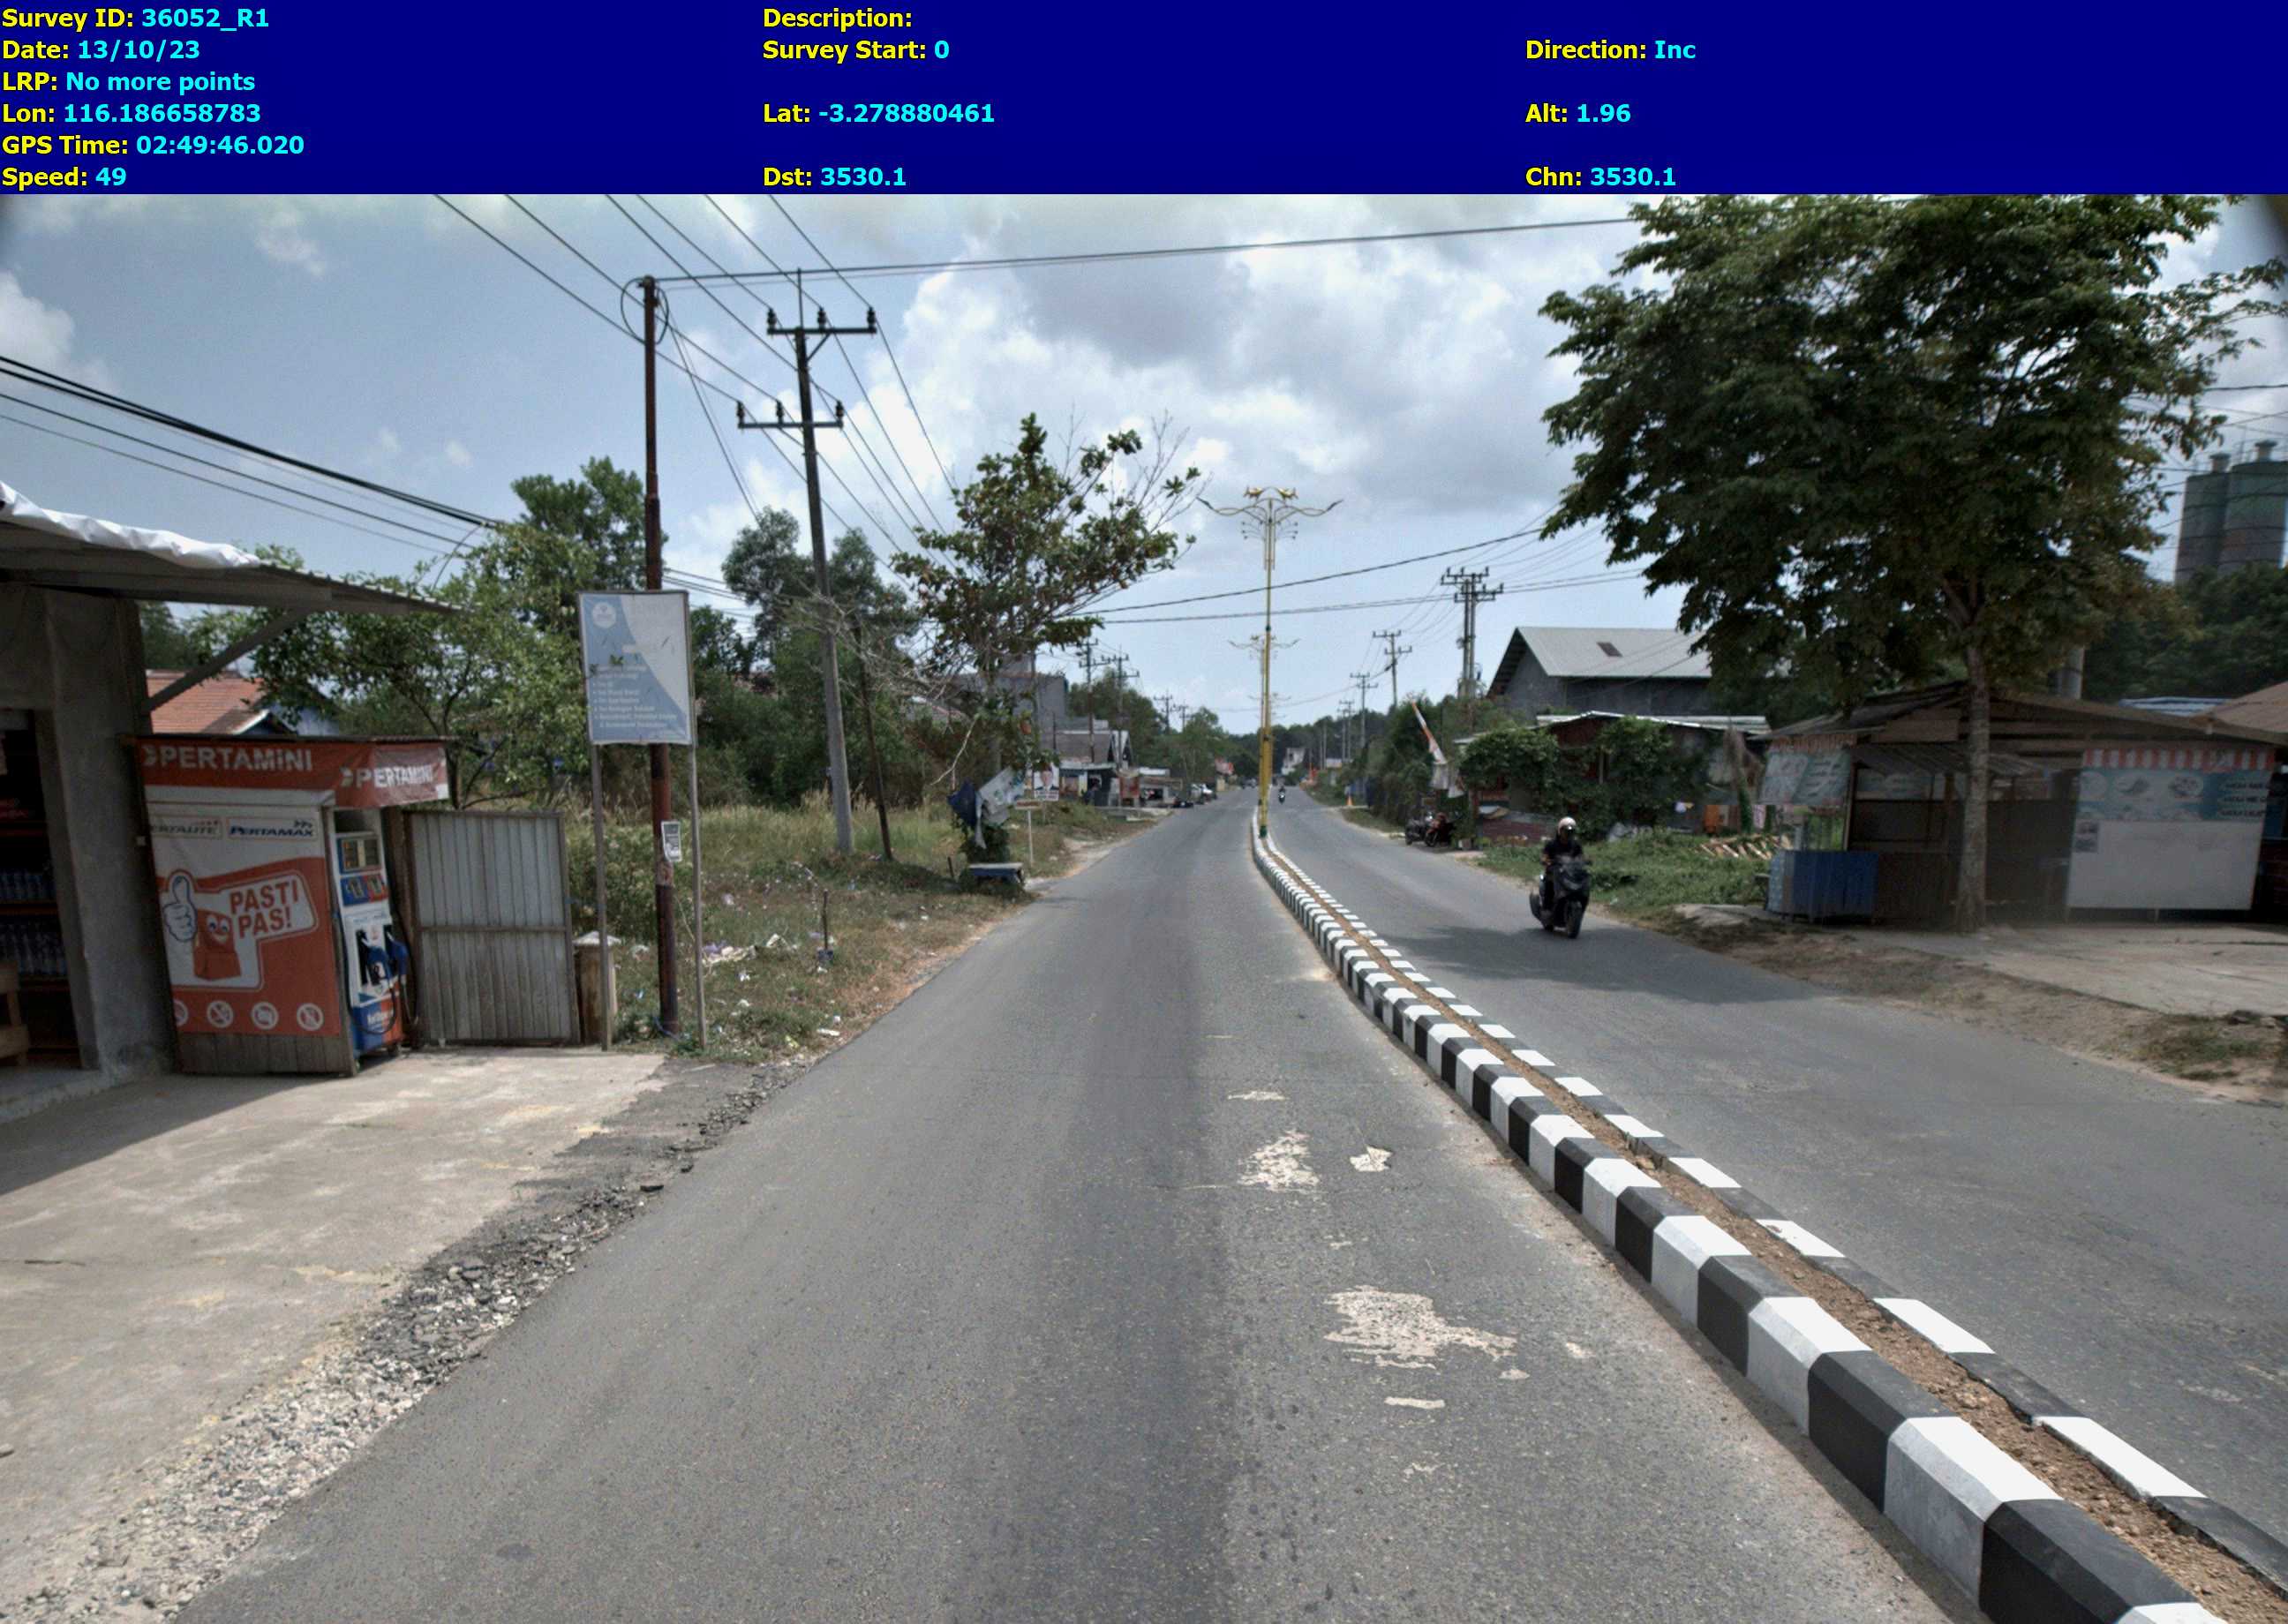 Survey ID: 36052_R1
Description:
Date: 13/10/23
Survey Start: 0
Direction: Inc
LRP: No more points
Lon: 116.186658783
Lat: -3.278880461
Alt: 1.96
GPS Time: 02:49:46.020
Speed: 49
Dst: 3530.1
Chn: 3530.1
PERTAMINI
PERTAMINI
PERTAMAX
PASTI
PAS!